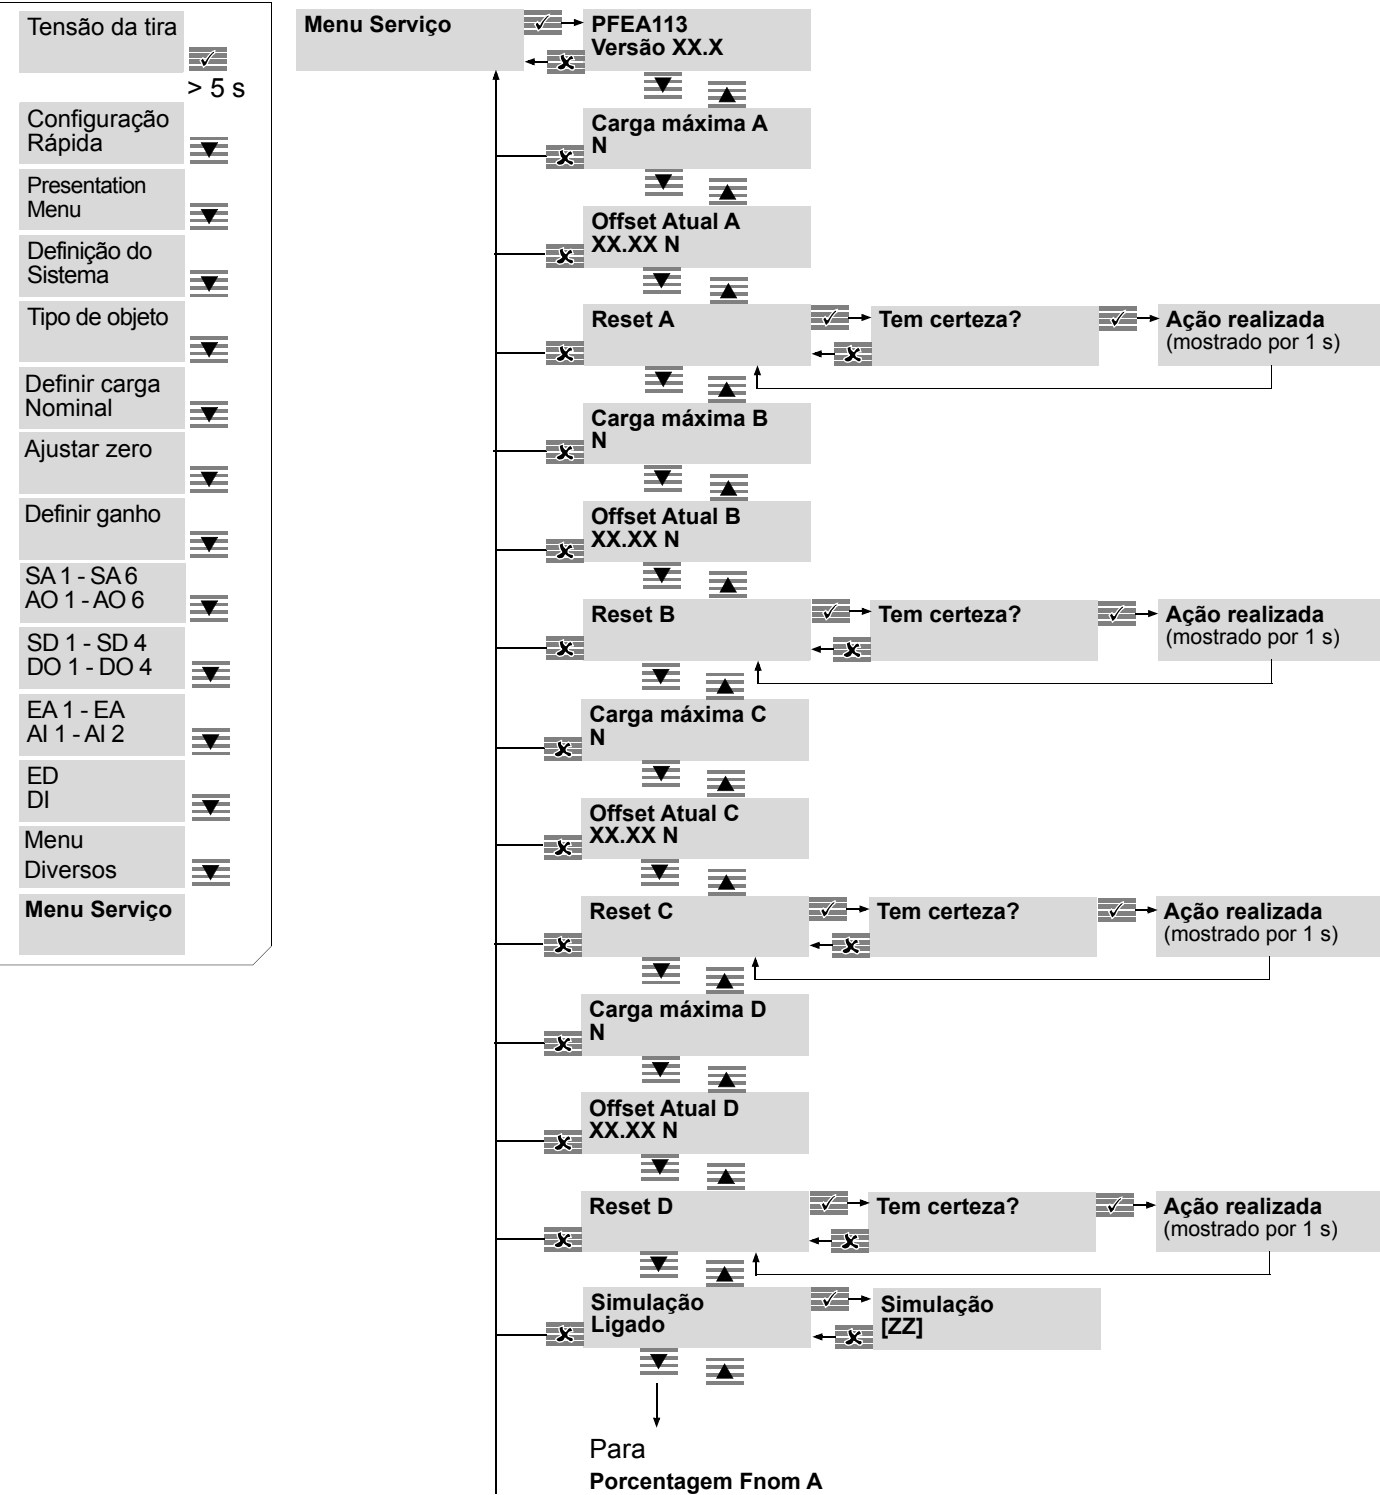 Tensão da tira
> 5 s
Configuração
Rápida
Presentation
Menu
Definição do
Sistema
Tipo de objeto
Definir carga
Nominal
Ajustar zero
Definir ganho
SA 1 - SA 6
AO 1 - AO 6
SD 1 - SD 4
DO 1 - DO 4
EA 1 - EA
AI 1 - AI 2
ED
DI
Menu
Diversos
Menu Serviço
Menu Serviço
PFEA113
Versão XX.X
Carga máxima A
N
Offset Atual A
XX.XX N
Reset A
Tem certeza?
Ação realizada
(mostrado por 1 s)
Carga máxima B
N
Offset Atual B
XX.XX N
Reset B
Tem certeza?
Ação realizada
(mostrado por 1 s)
Carga máxima C
N
Offset Atual C
XX.XX N
Reset C
Tem certeza?
Ação realizada
(mostrado por 1 s)
Carga máxima D
N
Offset Atual D
XX.XX N
Reset D
Tem certeza?
Ação realizada
(mostrado por 1 s)
Simulação
Ligado
Simulação
[ZZ]
Para
Porcentagem Fnom A